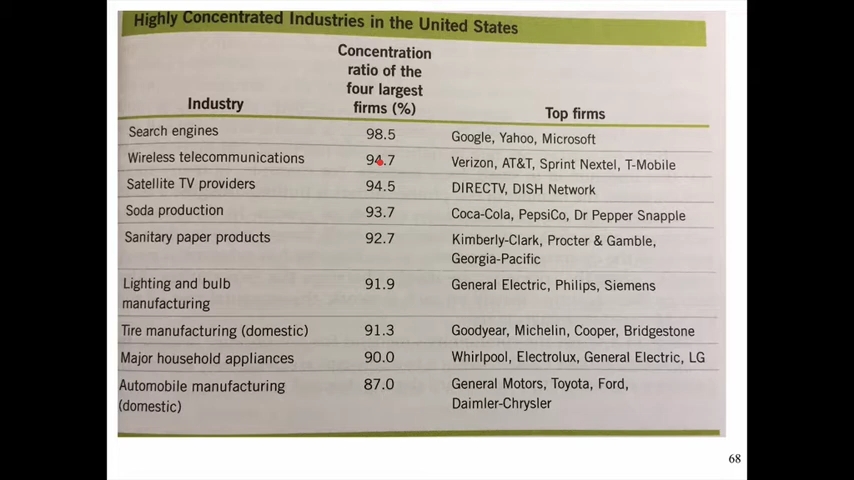 Highly Concentrated Industries in the United States
Concentration
ratio of the
four largest
Industry firms (%) Top firms
Search engines 98.5 Google, Yahoo, Microsoft
Wireless telecommunications 94.7 Verizon, AT&T, Sprint Nextel, T-Mobile
Satellite TV providers 94.5 DIRECTV, DISH Network
Soda production 93.7 Coca-Cola, PepsiCo, Dr Pepper Snapple
Sanitary paper products 92.7 Kimberly-Clark, Procter & Gamble,
Georgia-Pacific
Lighting and bulb 91.9 General Electric, Philips, Siemens
manufacturing
Tire manufacturing (domestic) 91.3 Goodyear, Michelin, Cooper, Bridgestone
Major household appliances 90.0 Whirlpool, Electrolux, General Electric, LG
Automobile manufacturing 87.0 General Motors, Toyota, Ford,
(domestic) Daimler-Chrysler
68